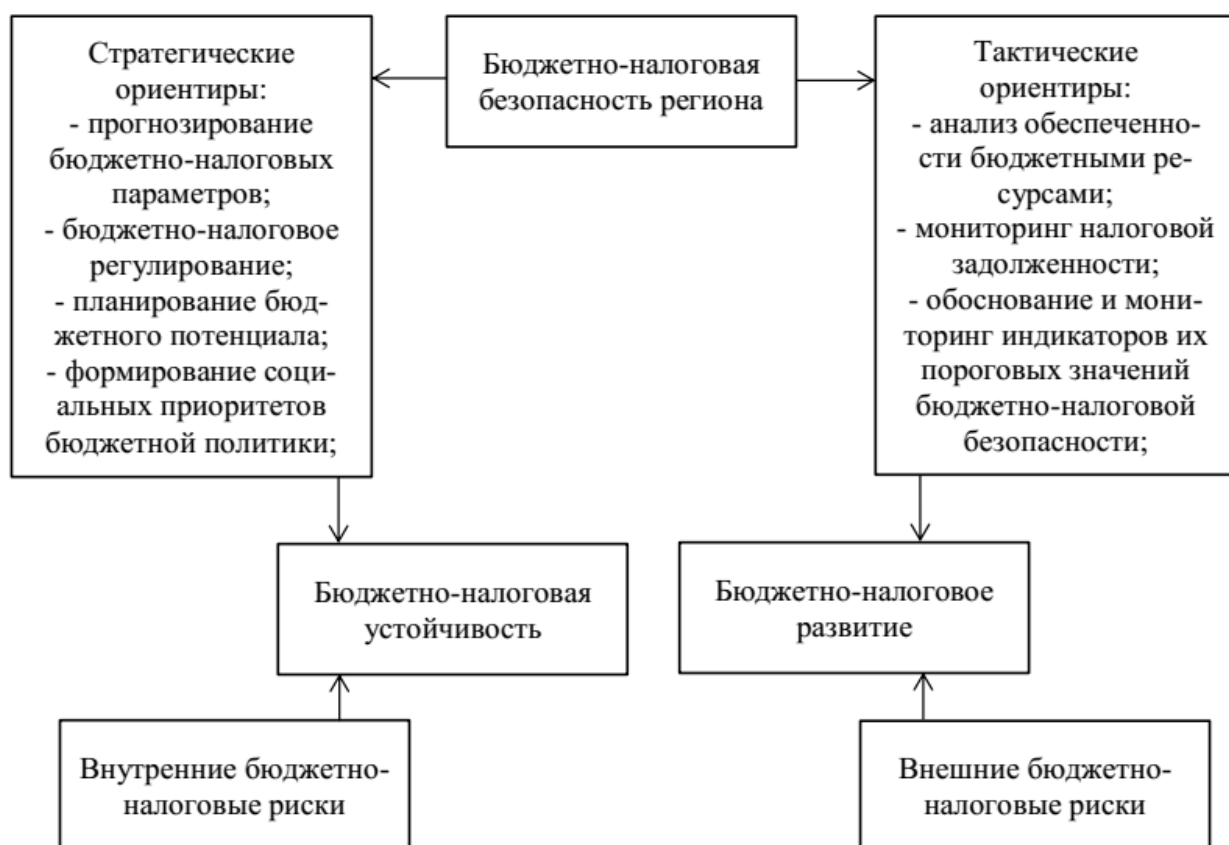 Стратегические
ориентиры:
- прогнозирование
бюджетно-налоговых
параметров;
- бюджетно-налоговое
регулирование;
- планирование бюд-
жетного потенциала;
- формирование соци-
альных приоритетов
бюджетной политики;
Бюджетно-налоговая
безопасность региона
Тактические
ориентиры:
- анализ обеспеченно-
сти бюджетными ре-
сурсами;
- мониторинг налоговой
задолженности;
- обоснование и мони-
торинг индикаторов их
пороговых значений
бюджетно-налоговой
безопасности;
Бюджетно-налоговая
устойчивость
Бюджетно-налоговое
развитие
Внутренние бюджетно-
налоговые риски
Внешние бюджетно-
налоговые риски